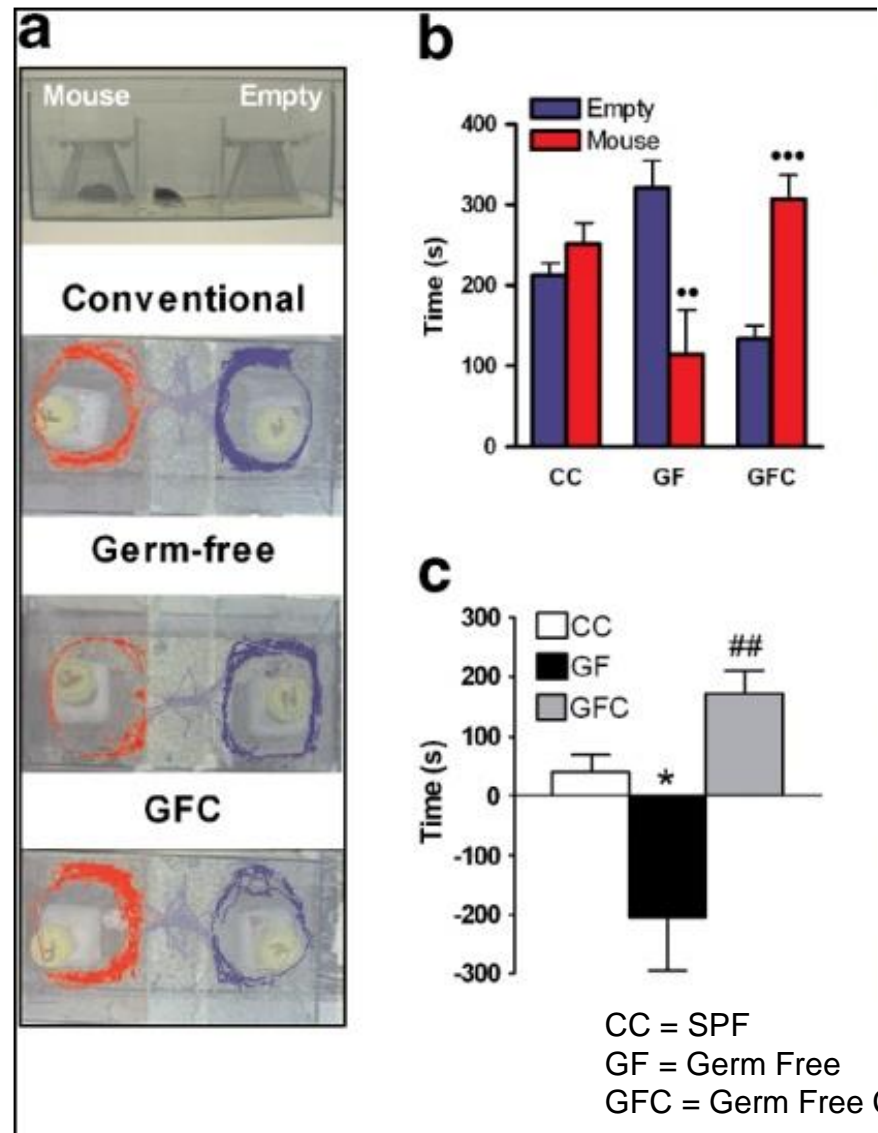 a
Mouse Empty
Conventional
Germ-free
GFC
b
Empty
Mouse
400
300
200
100
0
Time (s)
••
•••
CC GF GFC
c
CC
GF
GFC
300
200
100
0
-100
-200
-300
Time (s)
*
##
CC = SPF
GF = Germ Free
GFC = Germ Free